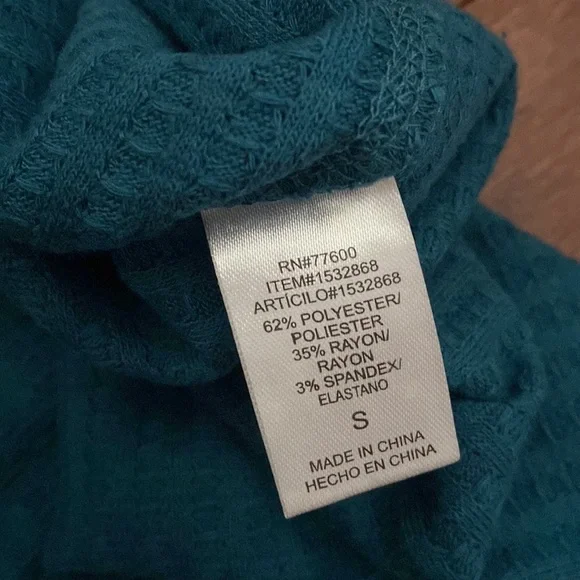 RN#77600
ITEM#1532868
ARTÍCILO#1532868
62% POLYESTER/
POLIESTER
35% RAYON/
RAYON
3% SPANDEX/
ELASTANO
S
MADE IN CHINA
HECHO EN CHINA